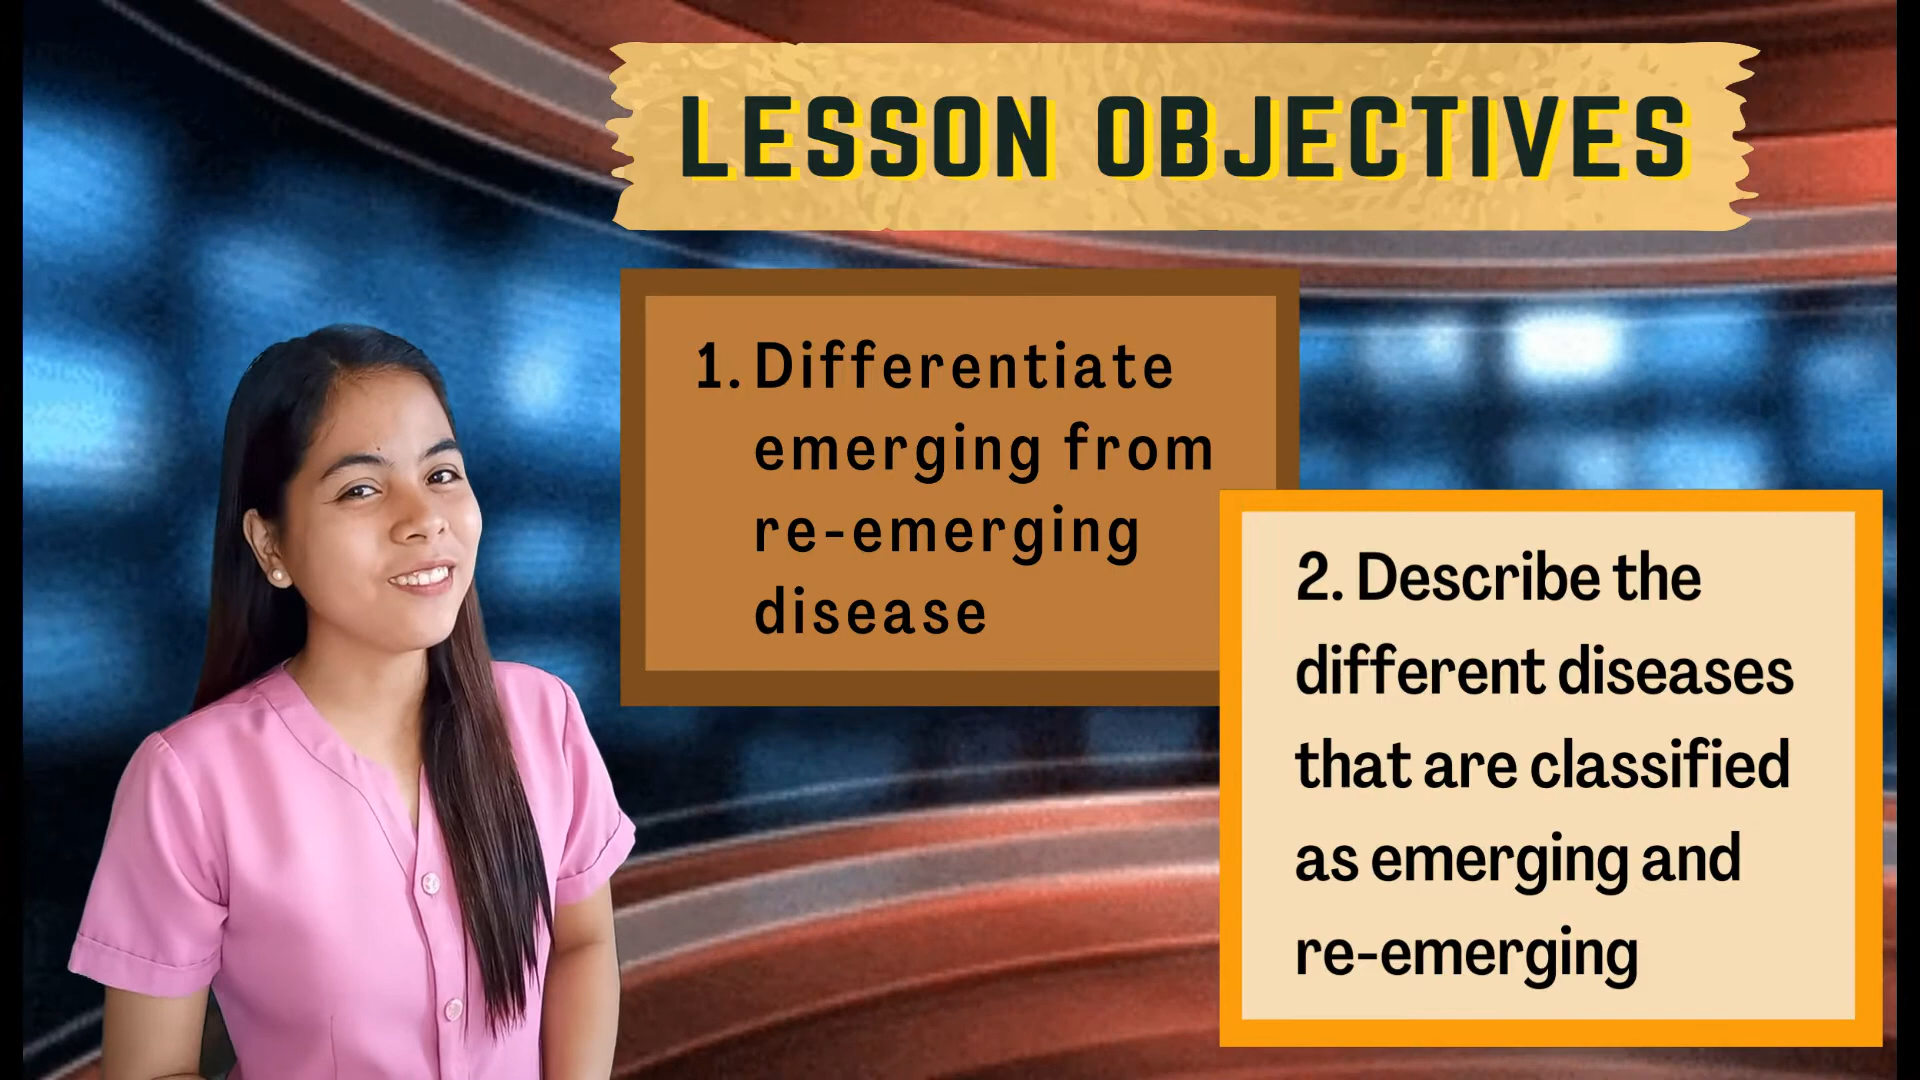 LESSON OBJECTIVES
1. Differentiate
emerging from
re-emerging
disease
2. Describe the
different diseases
that are classified
as emerging and
re-emerging